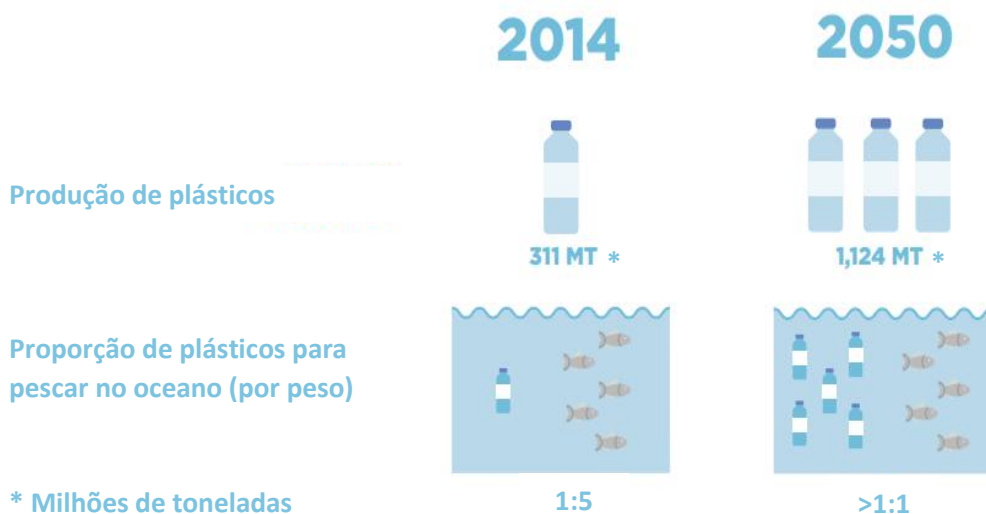 2014 2050
Produção de plásticos
311 MT * 1,124 MT *
Proporção de plásticos para
pescar no oceano (por peso)
* Milhões de toneladas 1:5 >1:1